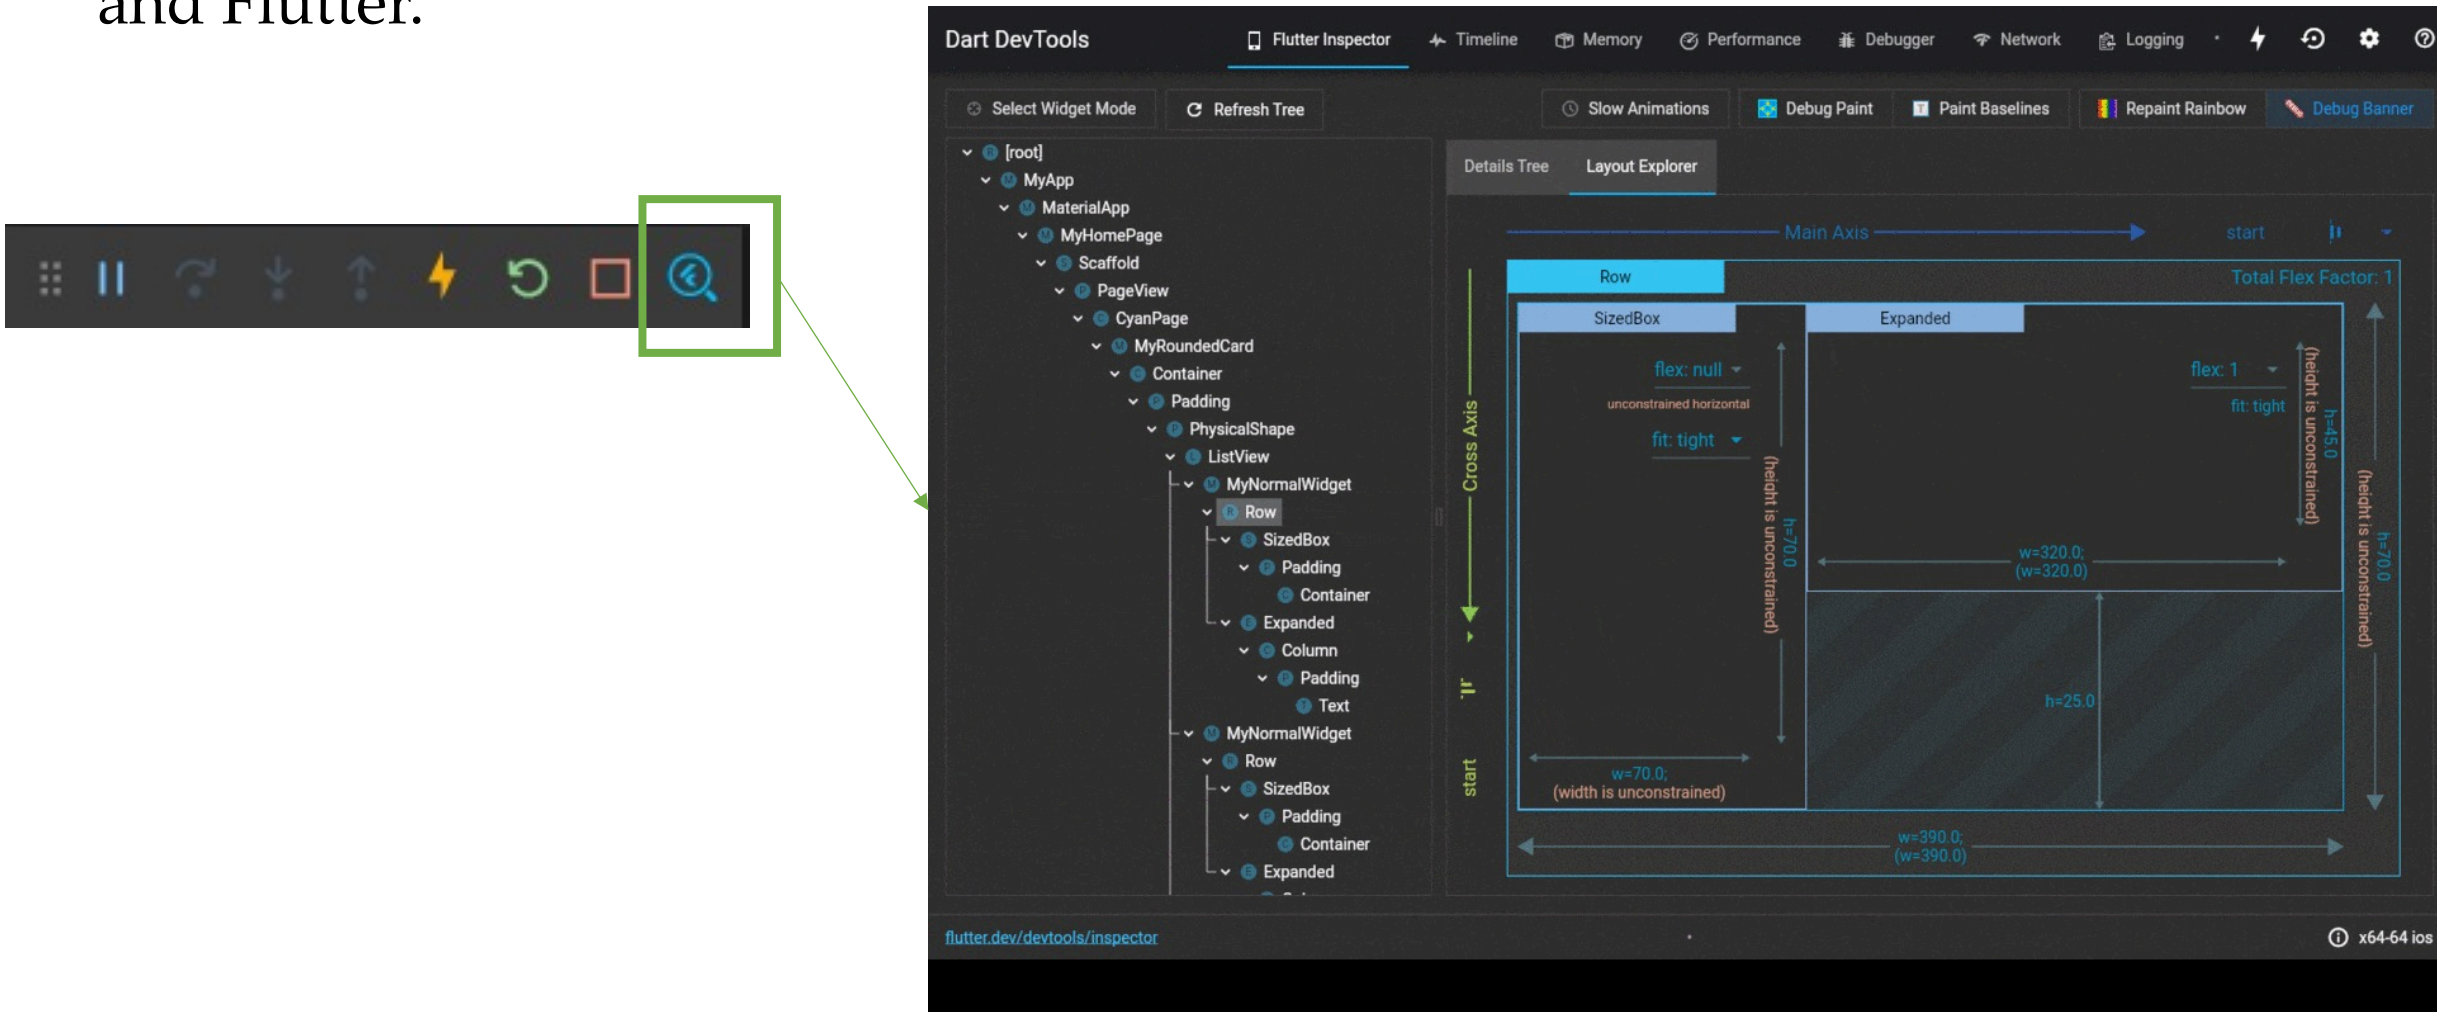 and Flutter.
Dart DevTools
Flutter Inspector
Timeline
Memory
Performance
Debugger
Network
Logging
Select Widget Mode
Refresh Tree
Slow Animations
Debug Paint
Paint Baselines
Repaint Rainbow
Debug Banner
[root]
MyApp
MaterialApp
MyHomePage
Scaffold
PageView
CyanPage
MyRoundedCard
Container
Padding
PhysicalShape
ListView
MyNormalWidget
Row
SizedBox
Padding
Container
Expanded
Column
Padding
Text
MyNormalWidget
Row
SizedBox
Padding
Container
Expanded
Details Tree
Layout Explorer
Main Axis
start
Row
Total Flex Factor: 1
SizedBox
Expanded
flex: null
unconstrained horizontal
fit: tight
flex: 1
fit: tight
Cross Axis
start
h=70.0
(height is unconstrained)
w=70.0;
(width is unconstrained)
h=45.0
(height is unconstrained)
w=320.0;
(w=320.0)
h=25.0
h=70.0
(height is unconstrained)
w=390.0;
(w=390.0)
flutter.dev/devtools/inspector
x64-64 ios